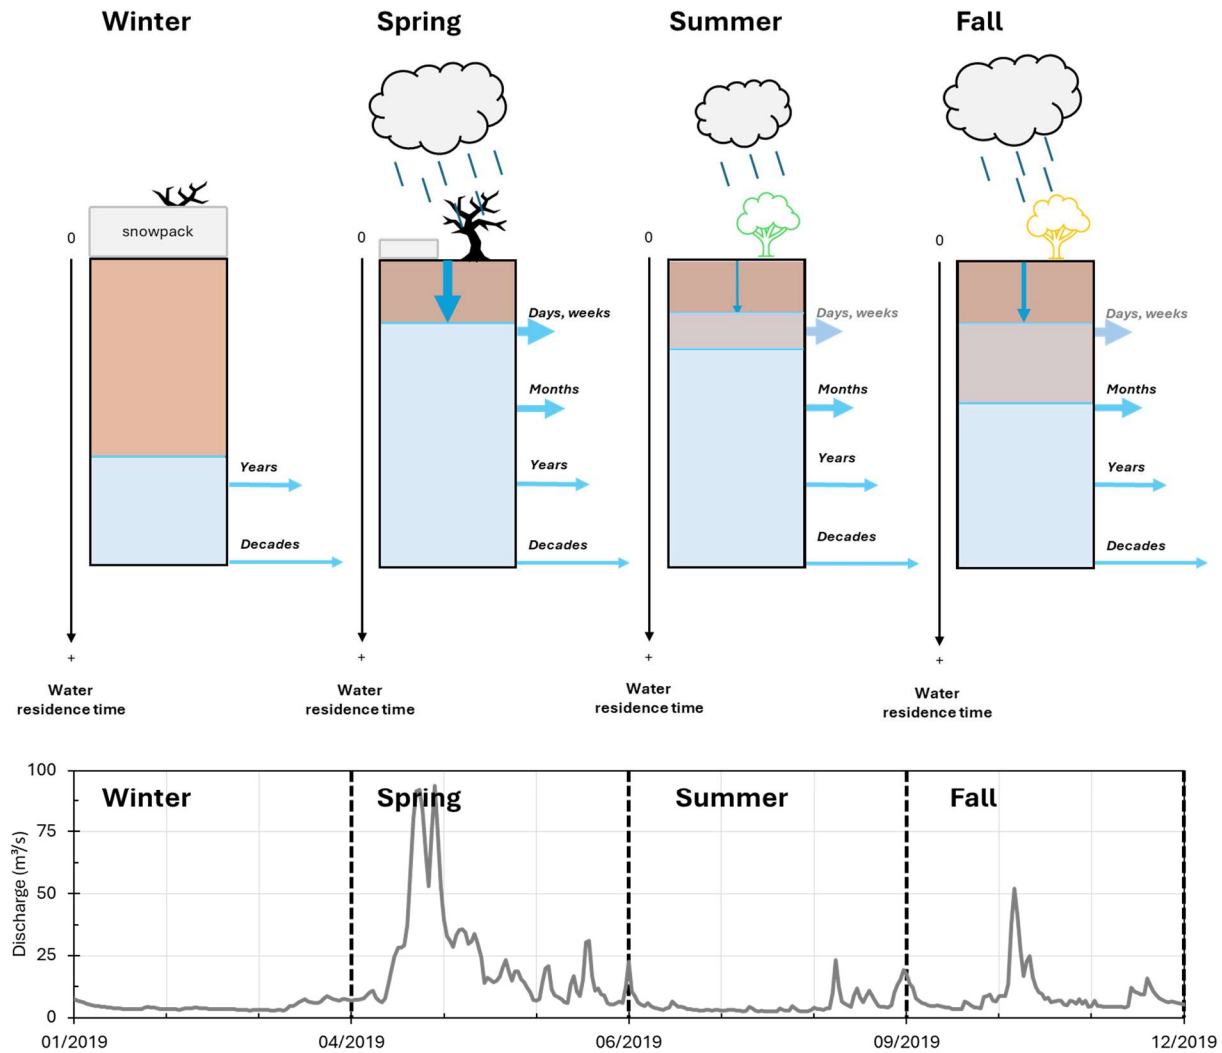 Winter
Spring
Summer
Fall
snowpack
0
0
0
0
Days, weeks
Days, weeks
Days, weeks
Months
Months
Months
Years
Years
Years
Years
Decades
Decades
Decades
Decades
+
+
+
+
Water
residence time
Water
residence time
Water
residence time
Water
residence time
100
75
50
25
0
Discharge (m³/s)
Winter
Spring
Summer
Fall
01/2019
04/2019
06/2019
09/2019
12/2019